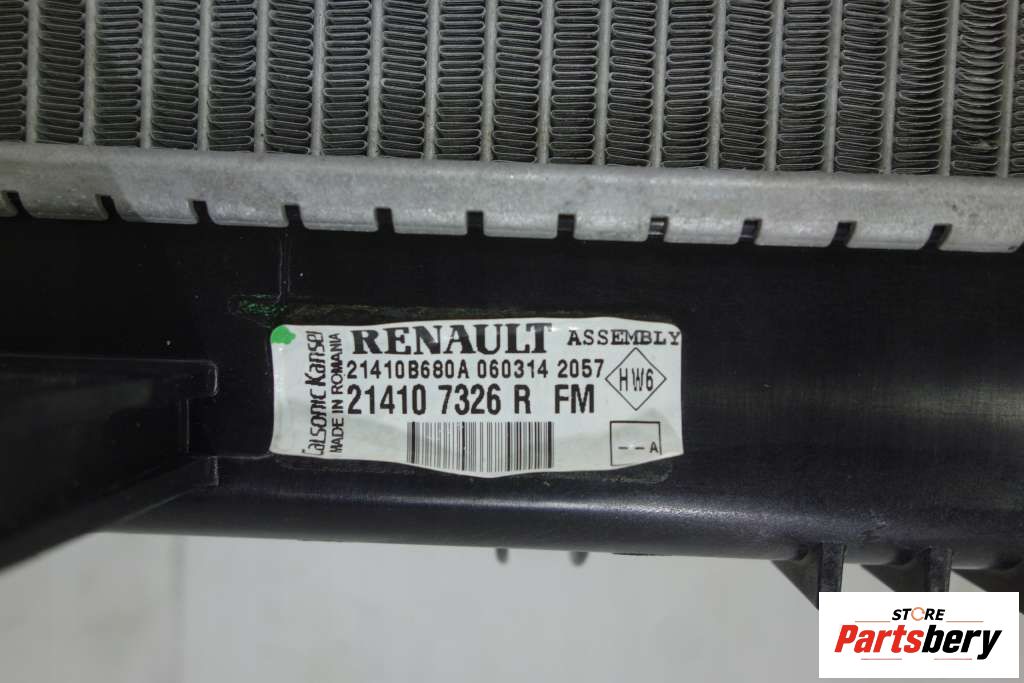 RENAULT ASSEMBLY
21410B680A 060314 2057
21410 7326 R FM
HW6
--A
Calsonic Kansei
MADE IN ROMANIA
STORE
Partsbery